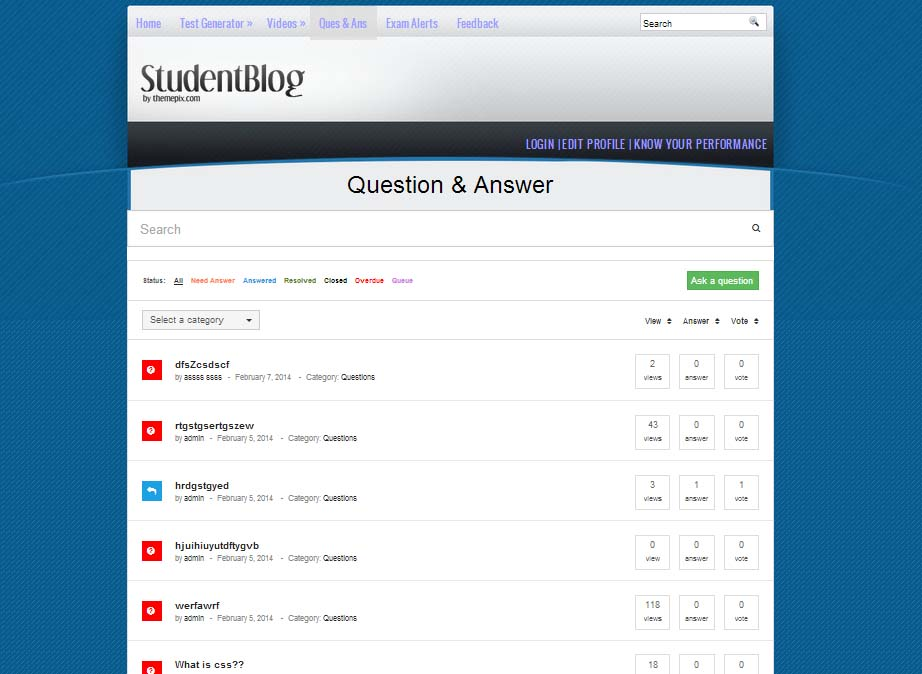 Home Test Generator » Videos » Ques & Ans Exam Alerts Feedback Search
StudentBlog
by themepix.com
LOGIN | EDIT PROFILE | KNOW YOUR PERFORMANCE
Question & Answer
Search
Status: All Need Answer Answered Resolved Closed Overdue Queue Ask a question
Select a category View Answer Vote
dfsZcsdscf 2 0 0
by assss ssss - February 7, 2014 - Category: Questions views answer vote
rtgstgsertgszew 43 0 0
by admin - February 5, 2014 - Category: Questions views answer vote
hrdgstgyed 3 1 1
by admin - February 5, 2014 - Category: Questions views answer vote
hjuihiuyutdftygvb 0 0 0
by admin - February 5, 2014 - Category: Questions view answer vote
werfawrf 118 0 0
by admin - February 5, 2014 - Category: Questions views answer vote
What is css?? 18 0 0